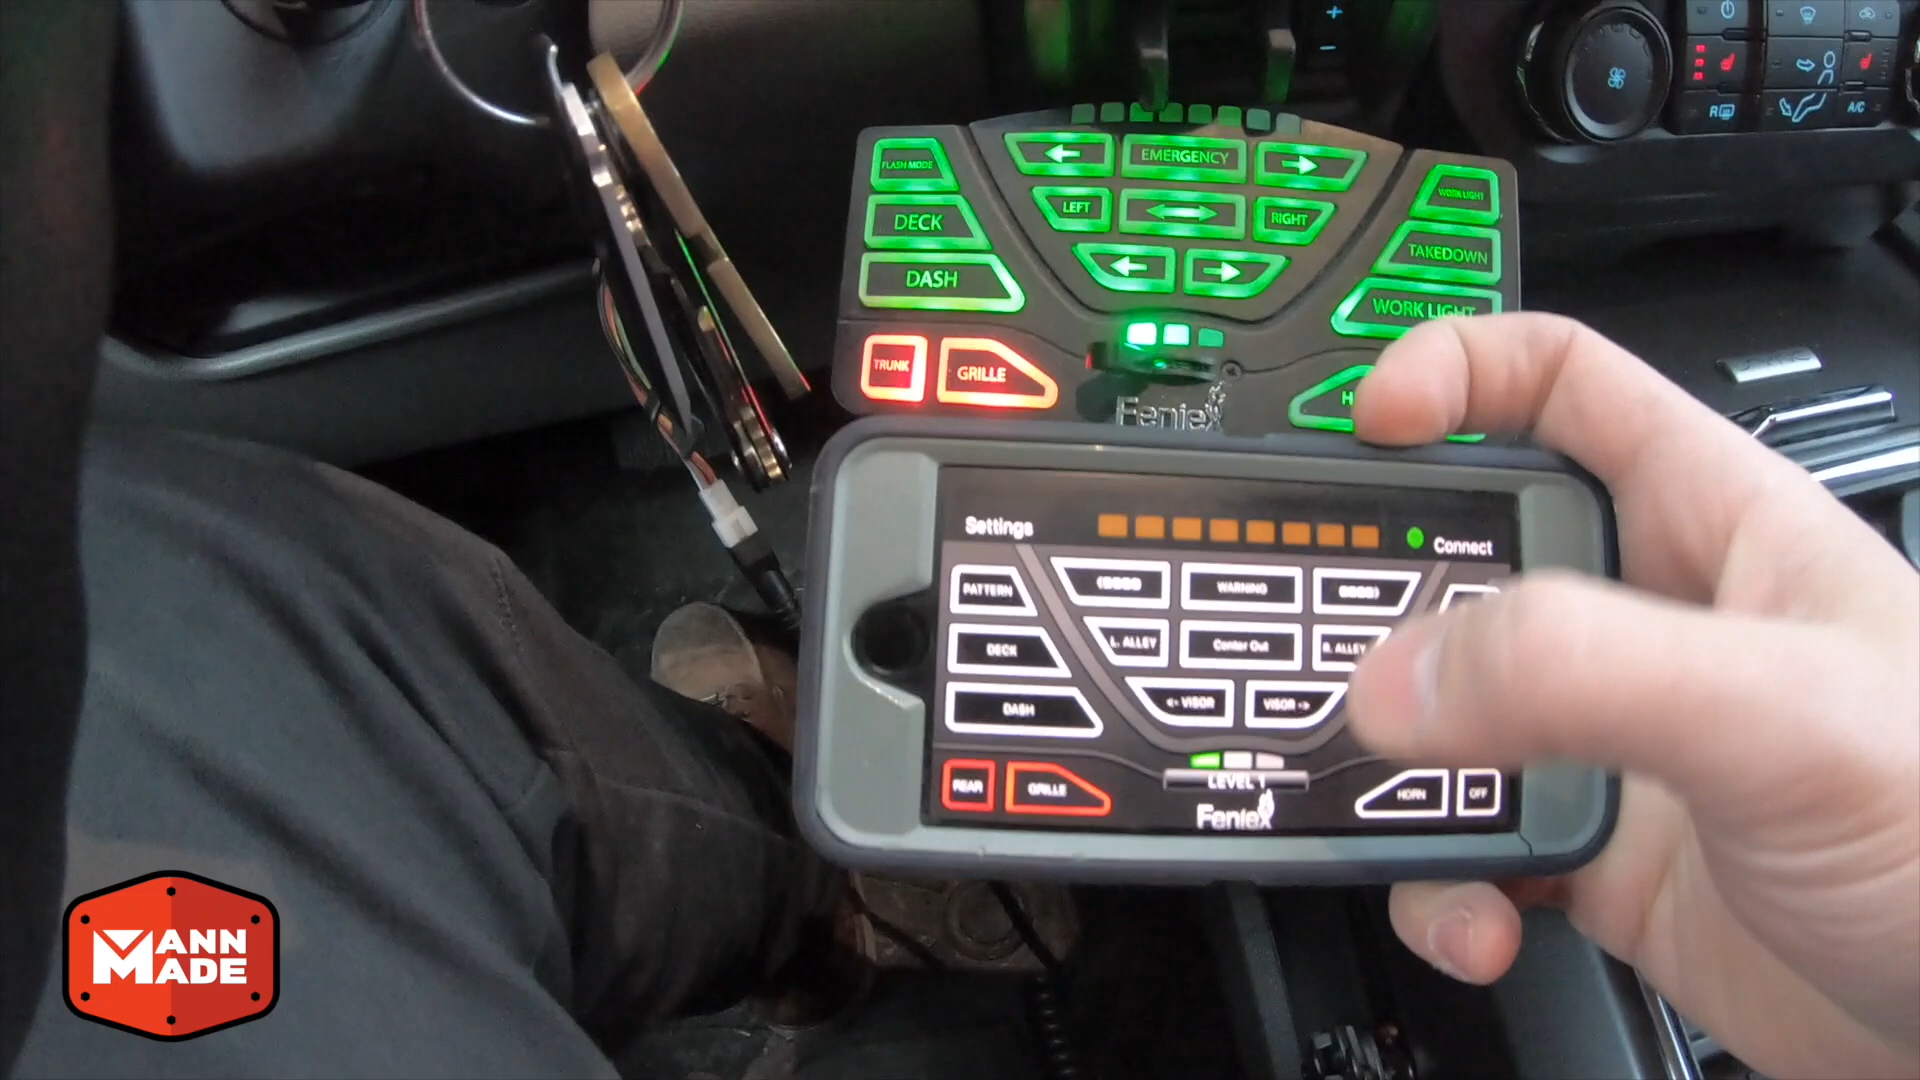 FLASH MODE
EMERGENCY
WORK LIGHT
DECK
LEFT
RIGHT
TAKEDOWN
DASH
WORK LIGHT
TRUNK
GRILLE
H
Feniex
R
A/C
Settings
Connect
PATTERN
WARNING
DECK
L. ALLEY
Center Out
R. ALLEY
DASH
<- VISOR
VISOR ->
REAR
GRILLE
LEVEL 1
HORN
OFF
Feniex
MANN
MADE